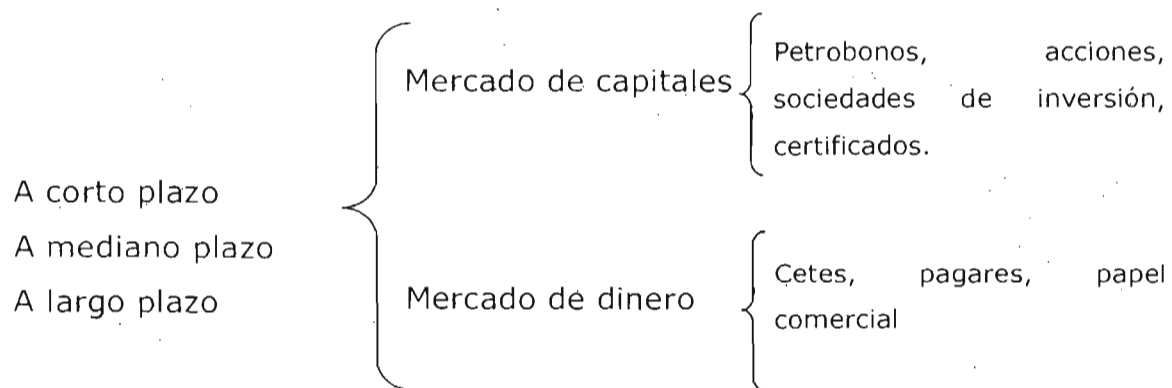 A corto plazo
A mediano plazo
A largo plazo
Mercado de capitales
Petrobonos, acciones,
sociedades de inversión,
certificados.
Mercado de dinero
Cetes, pagares, papel
comercial